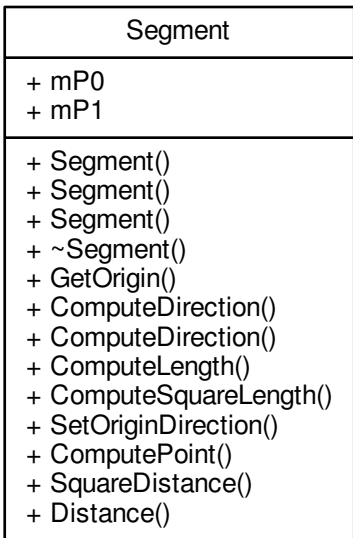 Segment
+ mP0
+ mP1
+ Segment()
+ Segment()
+ Segment()
+ ~Segment()
+ GetOrigin()
+ ComputeDirection()
+ ComputeDirection()
+ ComputeLength()
+ ComputeSquareLength()
+ SetOriginDirection()
+ ComputePoint()
+ SquareDistance()
+ Distance()